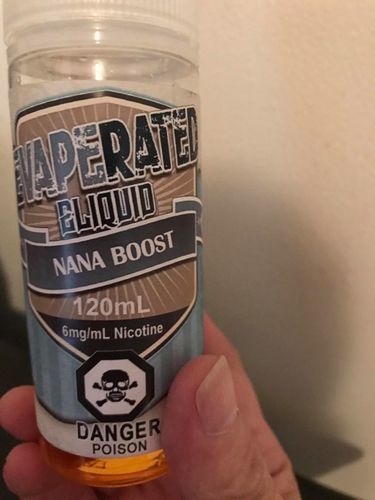 EVAPERATED
ELIQUID
NANA BOOST
120mL
6mg/mL Nicotine
DANGER
POISON